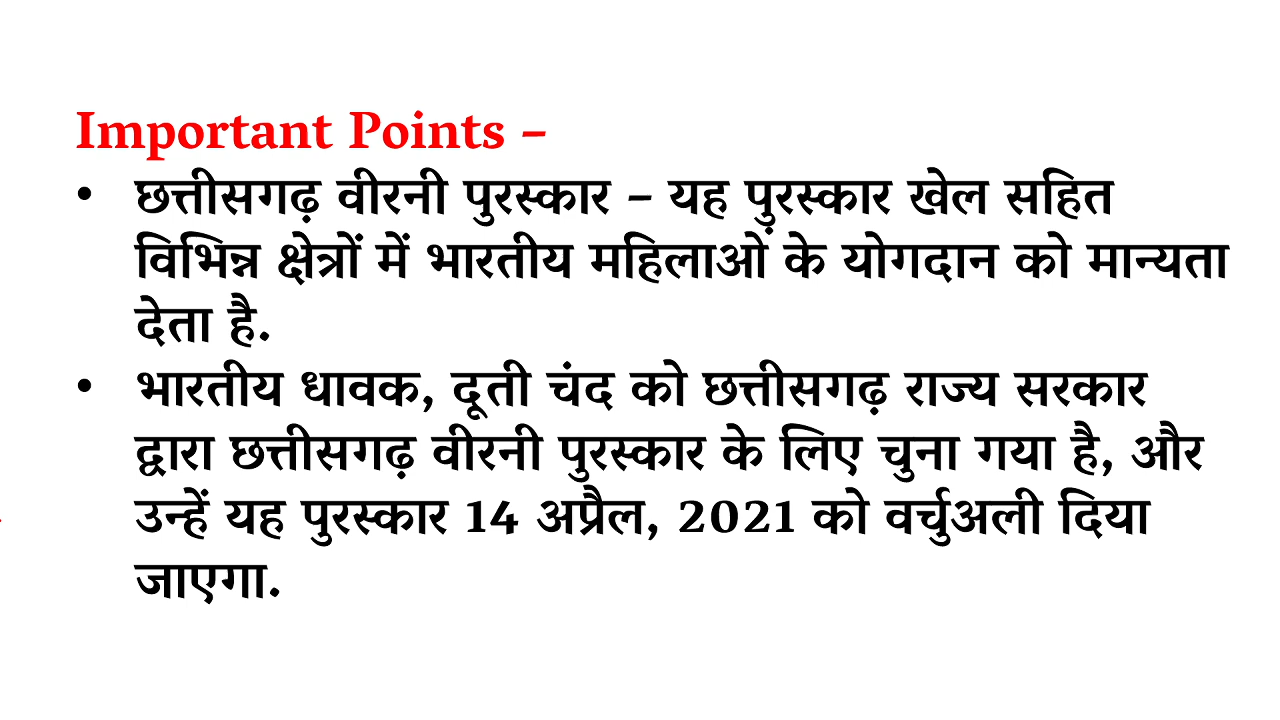 Important Points –
• छत्तीसगढ़ वीरनी पुरस्कार – यह पुरस्कार खेल सहित
विभिन्न क्षेत्रों में भारतीय महिलाओं के योगदान को मान्यता
देता है.
• भारतीय धावक, दूती चंद को छत्तीसगढ़ राज्य सरकार
द्वारा छत्तीसगढ़ वीरनी पुरस्कार के लिए चुना गया है, और
उन्हें यह पुरस्कार 14 अप्रैल, 2021 को वर्चुअली दिया
जाएगा.